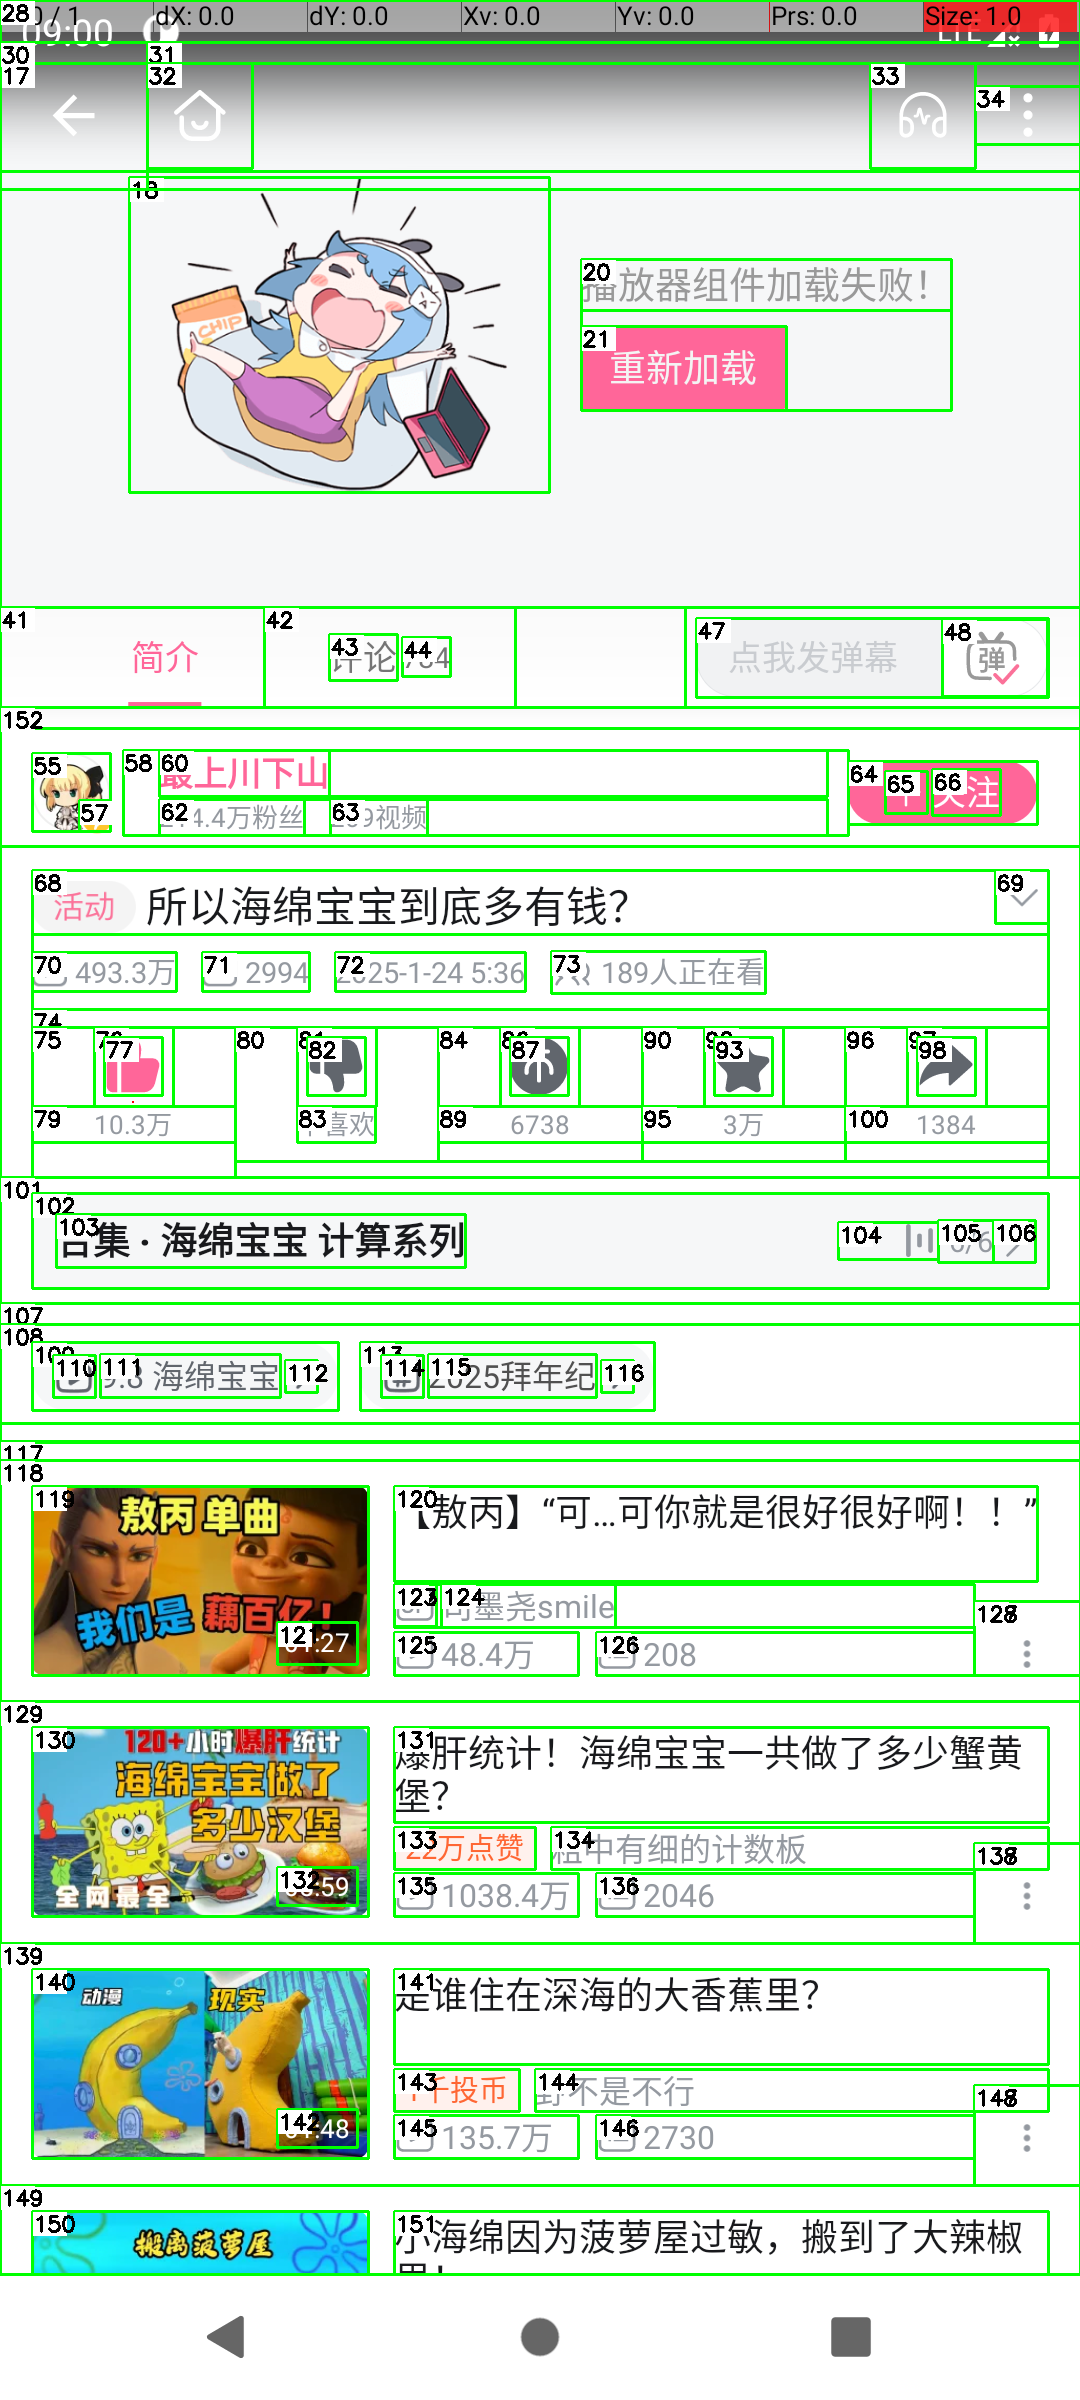 0 / 1 dX: 0.0 dY: 0.0 Xv: 0.0 Yv: 0.0 Prs: 0.0 Size: 1.0
09:00 LTE
28
30 31
17 32 33
34
18
CHIP
20 播放器组件加载失败！
21
重新加载
41 42
简介 43 评论 44 47 点我发弹幕 48 弹
152
55 57 58 60 最上川下山
62 4.4万粉丝 63 9视频
64 65 66 关注
68 活动 所以海绵宝宝到底多有钱？ 69
70 493.3万 71 2994 72 2025-1-24 5:36 73 189人正在看
74
75 77 80 82 84 87 90 93 96 98
79 10.3万 83 不喜欢 89 6738 95 3万 100 1384
101
102
103 合集 · 海绵宝宝 计算系列 104 105 /6 106
107
108
110 111 9.8 海绵宝宝 112 113 114 115 2025拜年纪 116
117
118
119 敖丙 单曲
我们是 藕百亿！
:27
120 【敖丙】“可...可你就是很好很好啊！！”
123 124 墨尧smile
125 48.4万 126 208
129
130 120+小时爆肝统计
海绵宝宝做了
多少汉堡
全网最全
132 :59
131 爆肝统计！海绵宝宝一共做了多少蟹黄
堡？
133 22万点赞 134 粗中有细的计数板
135 1038.4万 136 2046
139
140 动漫 现实
142 :48
141 是谁住在深海的大香蕉里？
143 千投币 144 不是不行
145 135.7万 146 2730
149
150 搬离菠萝屋
151 小海绵因为菠萝屋过敏，搬到了大辣椒